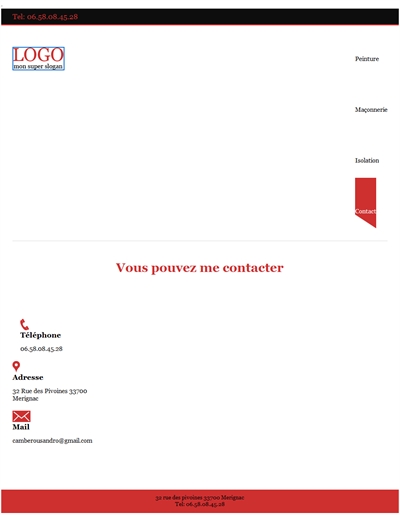 Tel: 06.58.08.45.28
LOGO
mon super slogan
Peinture
Maçonnerie
Isolation
Contact
Vous pouvez me contacter
Téléphone
06.58.08.45.28
Adresse
32 Rue des Pivoines 33700
Merignac
Mail
camberousandro@gmail.com
32 rue des pivoines 33700 Merignac
Tel: 06.58.08.45.28